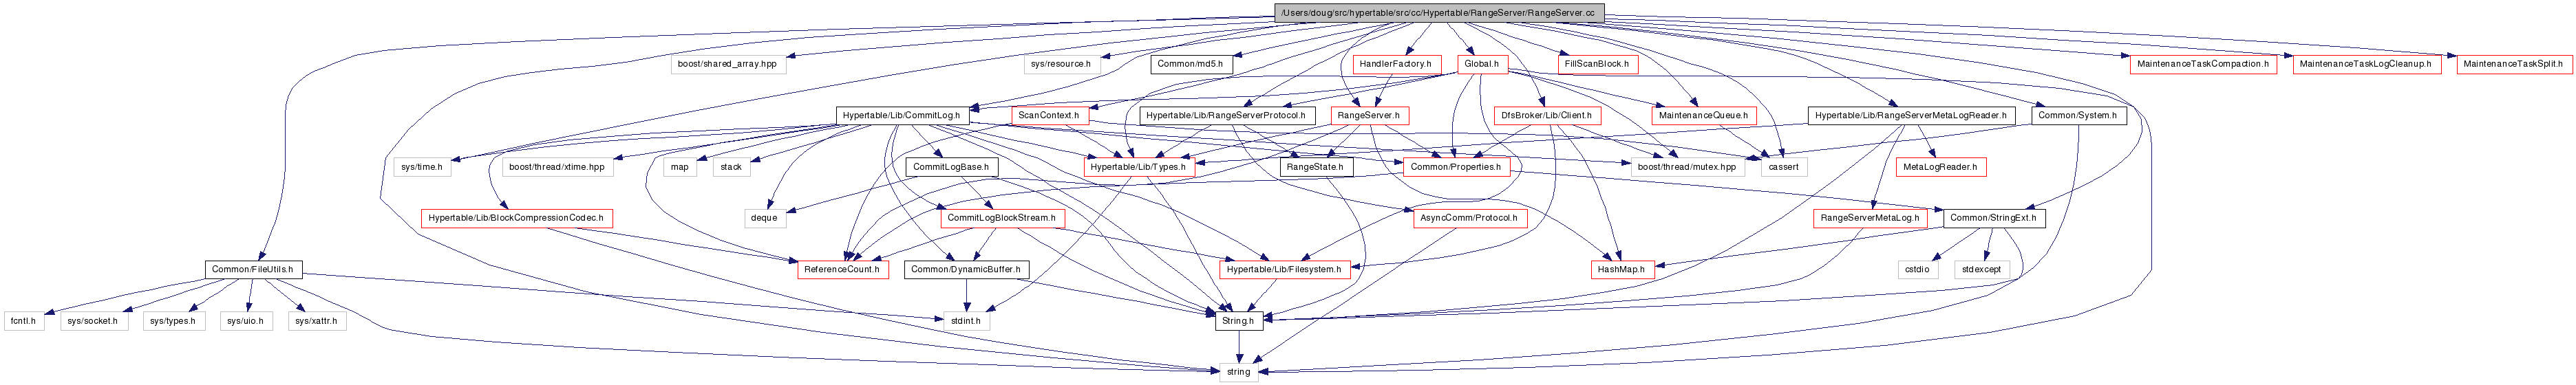 /Users/doug/src/hypertable/src/cc/Hypertable/RangeServer/RangeServer.cc
boost/shared_array.hpp
sys/resource.h
Common/md5.h
HandlerFactory.h
Global.h
FillScanBlock.h
MaintenanceTaskCompaction.h
MaintenanceTaskLogCleanup.h
MaintenanceTaskSplit.h
Hypertable/Lib/CommitLog.h
ScanContext.h
Hypertable/Lib/RangeServerProtocol.h
RangeServer.h
DfsBroker/Lib/Client.h
MaintenanceQueue.h
Hypertable/Lib/RangeServerMetaLogReader.h
Common/System.h
sys/time.h
boost/thread/xtime.hpp
map
stack
CommitLogBase.h
Hypertable/Lib/Types.h
RangeState.h
Common/Properties.h
boost/thread/mutex.hpp
cassert
MetaLogReader.h
deque
Hypertable/Lib/BlockCompressionCodec.h
CommitLogBlockStream.h
AsyncComm/Protocol.h
RangeServerMetaLog.h
Common/StringExt.h
Common/FileUtils.h
ReferenceCount.h
Common/DynamicBuffer.h
Hypertable/Lib/Filesystem.h
HashMap.h
cstdio
stdexcept
fcntl.h
sys/socket.h
sys/types.h
sys/uio.h
sys/xattr.h
stdint.h
String.h
string